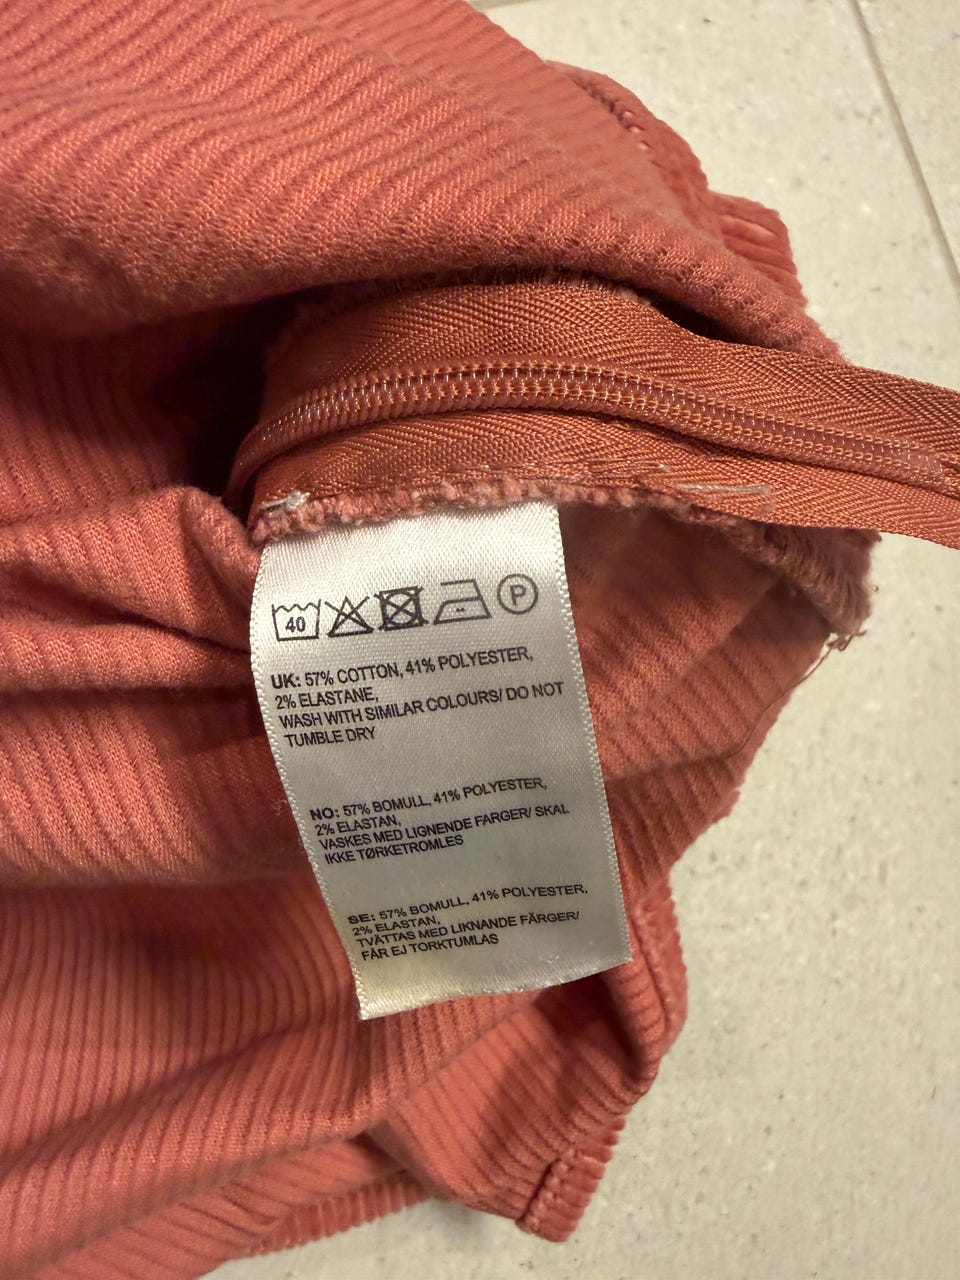 40 P
UK: 57% COTTON, 41% POLYESTER,
2% ELASTANE,
WASH WITH SIMILAR COLOURS/ DO NOT
TUMBLE DRY
NO: 57% BOMULL, 41% POLYESTER,
2% ELASTAN,
VASKES MED LIGNENDE FARGER/ SKAL
IKKE TØRKETROMLES
SE: 57% BOMULL, 41% POLYESTER,
2% ELASTAN,
TVÄTTAS MED LIKNANDE FÄRGER/
FÅR EJ TORKTUMLAS